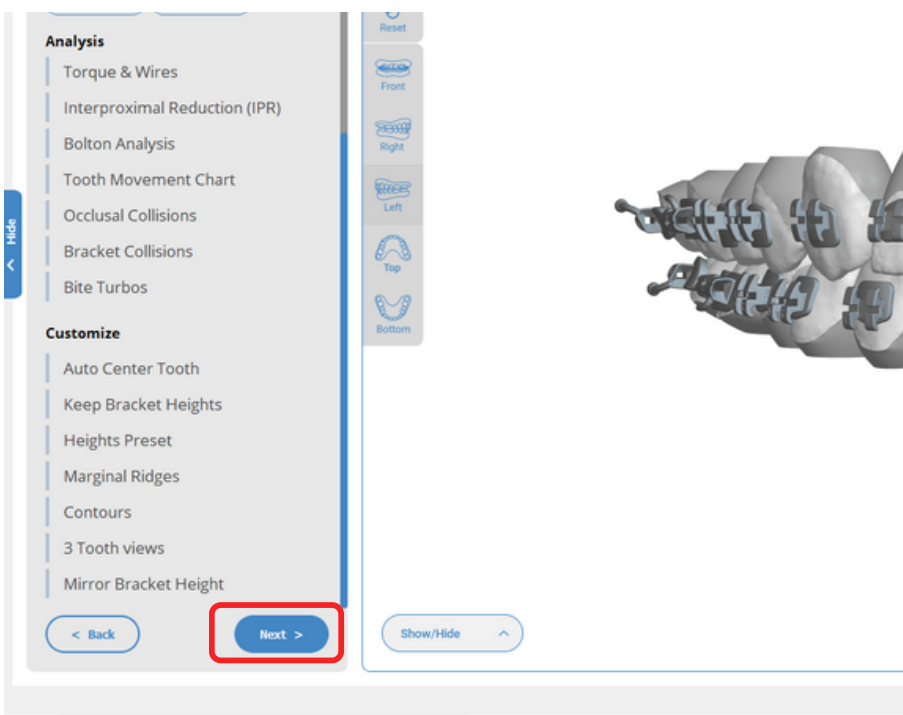 Analysis
Torque & Wires
Interproximal Reduction (IPR)
Bolton Analysis
Tooth Movement Chart
Occlusal Collisions
Bracket Collisions
Bite Turbos
Customize
Auto Center Tooth
Keep Bracket Heights
Heights Preset
Marginal Ridges
Contours
3 Tooth views
Mirror Bracket Height
< Back
Next >
Hide
Reset
Front
Right
Left
Top
Bottom
Show/Hide